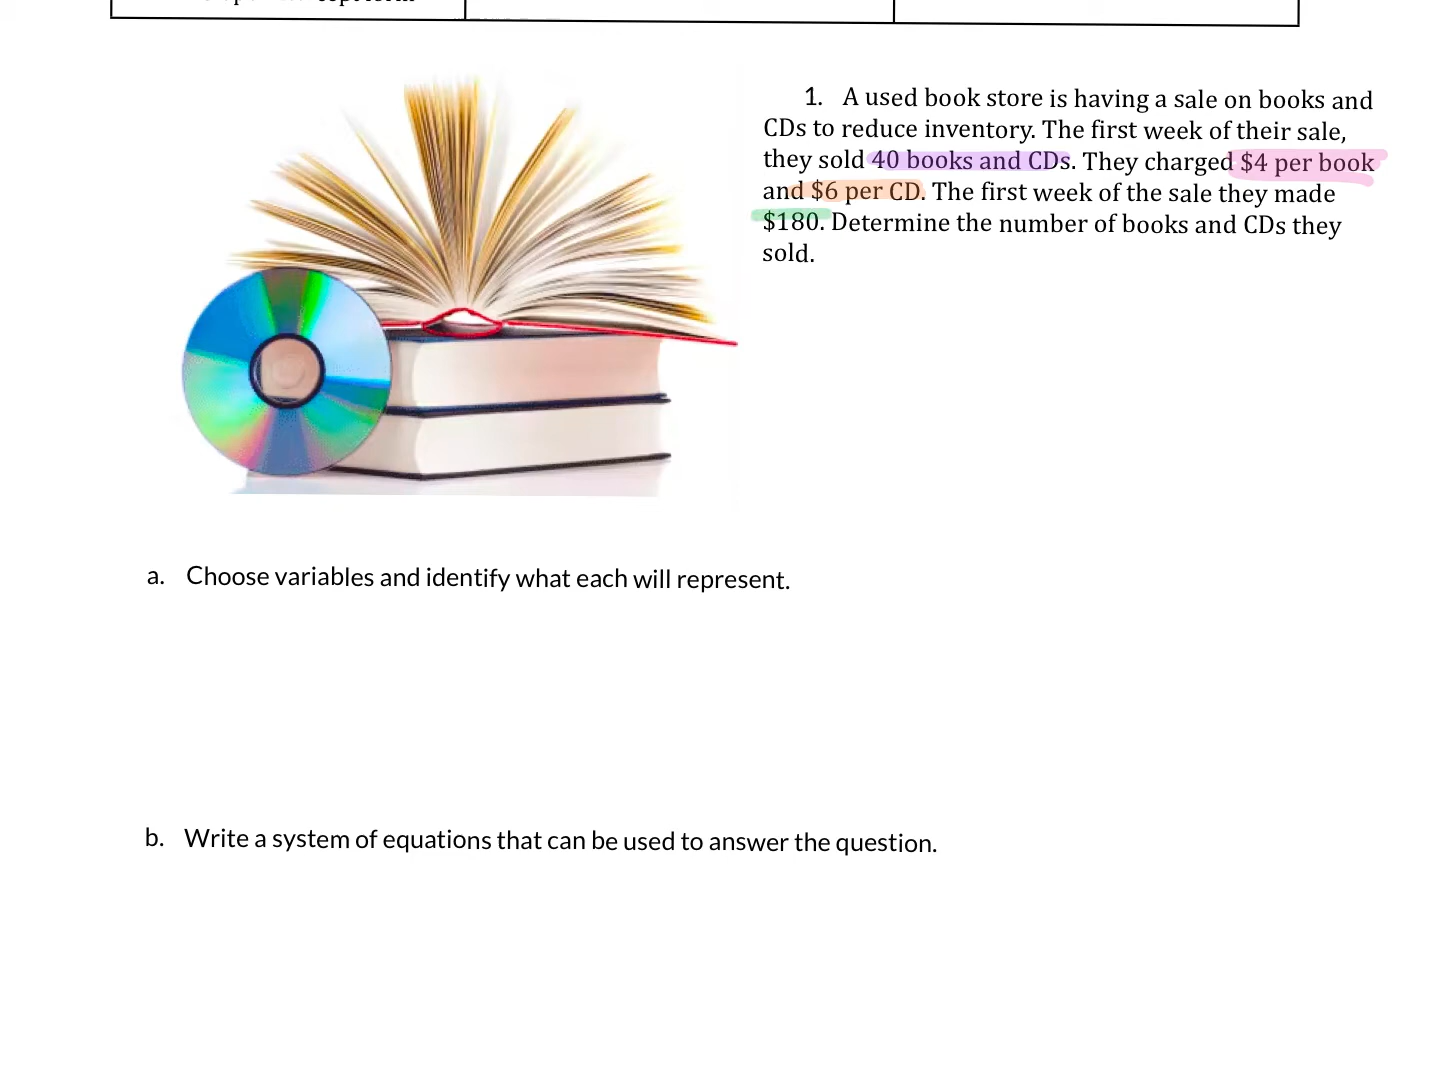 1. A used book store is having a sale on books and
CDs to reduce inventory. The first week of their sale,
they sold 40 books and CDs. They charged $4 per book
and $6 per CD. The first week of the sale they made
$180. Determine the number of books and CDs they
sold.
a. Choose variables and identify what each will represent.
b. Write a system of equations that can be used to answer the question.